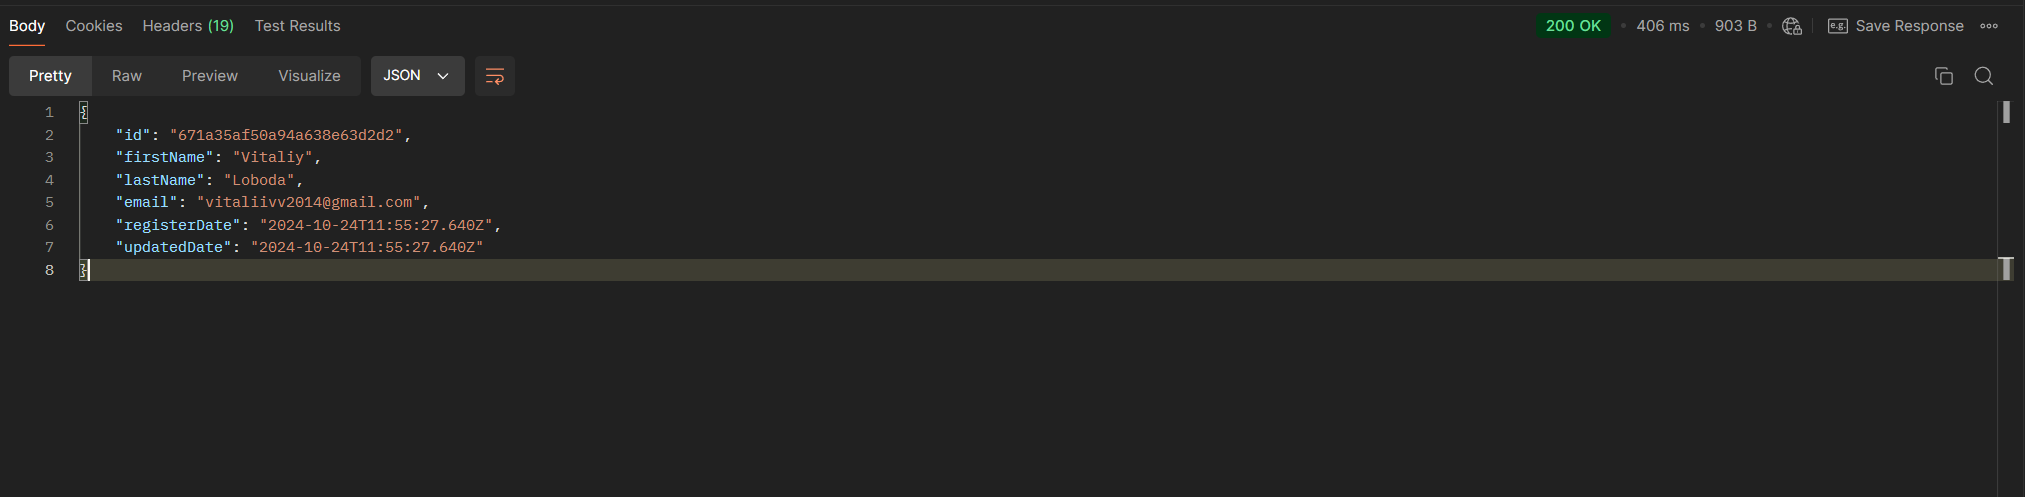 Body Cookies Headers (19) Test Results 200 OK • 406 ms • 903 B • e.g. Save Response
Pretty Raw Preview Visualize JSON
1 {
2 "id": "671a35af50a94a638e63d2d2",
3 "firstName": "Vitaliy",
4 "lastName": "Loboda",
5 "email": "vitaliivv2014@gmail.com",
6 "registerDate": "2024-10-24T11:55:27.640Z",
7 "updatedDate": "2024-10-24T11:55:27.640Z"
8 }